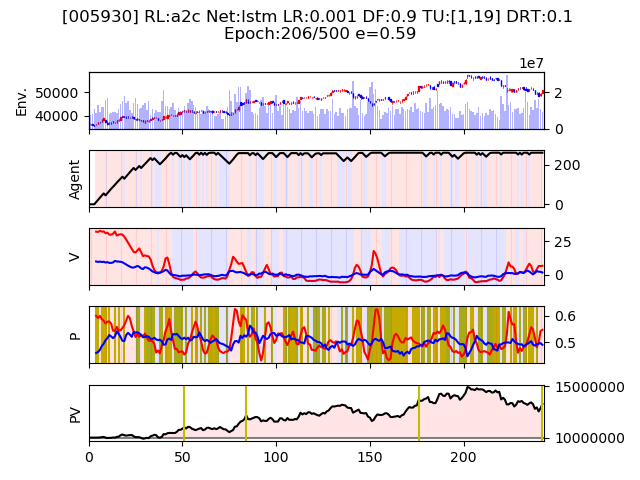 [005930] RL:a2c Net:lstm LR:0.001 DF:0.9 TU:[1,19] DRT:0.1
Epoch:206/500 e=0.59
1e7
Env.
50000
40000
2
0
Agent
200
0
V
25
0
P
0.6
0.5
PV
15000000
10000000
0 50 100 150 200